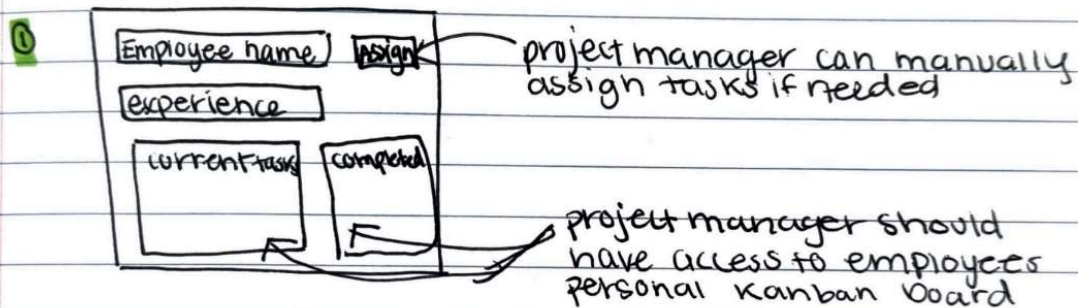 ①
Employee name
Assign
project manager can manually
assign tasks if needed
experience
current tasks
completed
project manager should
have access to employees
personal Kanban board